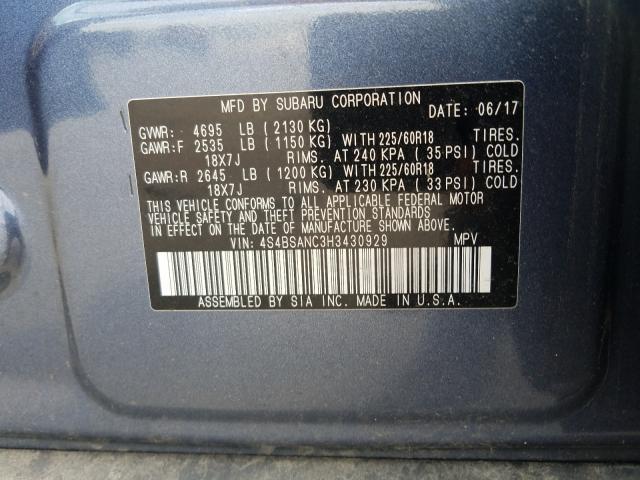 MFD BY SUBARU CORPORATION DATE: 06/17
GVWR: 4695 LB ( 2130 KG)
GAWR:F 2535 LB ( 1150 KG) WITH 225/60R18 TIRES.
18X7J RIMS. AT 240 KPA ( 35 PSI) COLD
GAWR:R 2645 LB ( 1200 KG) WITH 225/60R18 TIRES.
18X7J RIMS. AT 230 KPA ( 33 PSI) COLD
THIS VEHICLE CONFORMS TO ALL APPLICABLE FEDERAL MOTOR
VEHICLE SAFETY AND THEFT PREVENTION STANDARDS
IN EFFECT ON THE DATE OF MANUFACTURE SHOWN ABOVE.
VIN: 4S4BSANC3H3430929 MPV
ASSEMBLED BY SIA INC. MADE IN U.S.A.